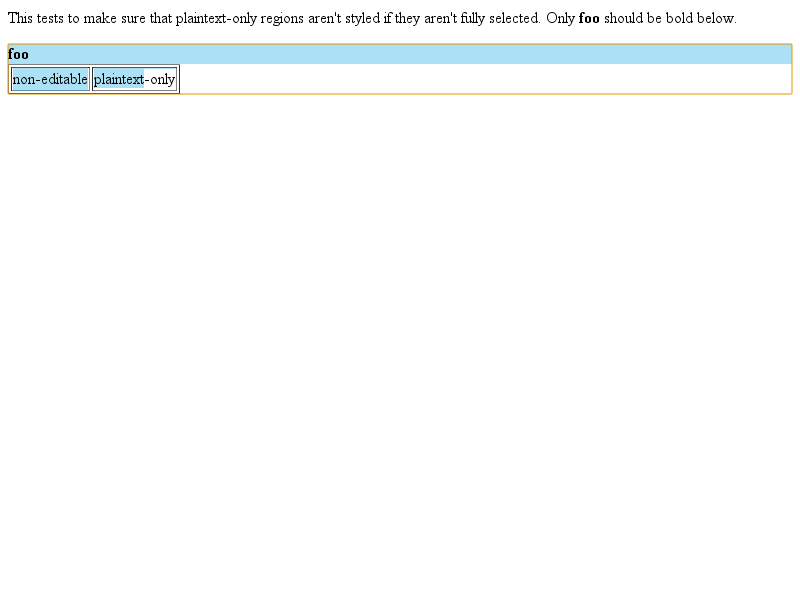 This tests to make sure that plaintext-only regions aren't styled if they aren't fully selected. Only foo should be bold below.
foo
non-editable plaintext-only